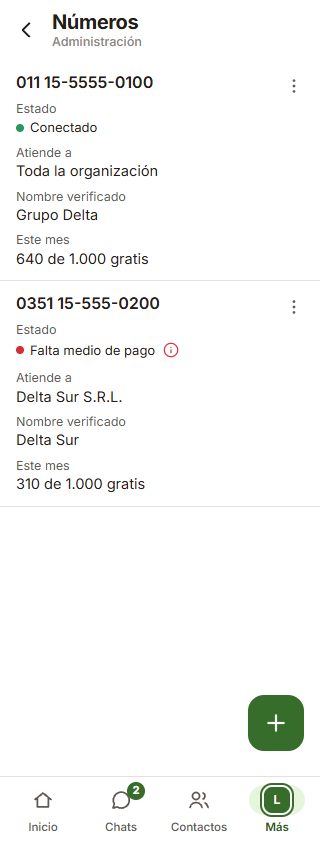 Números
Administración
011 15-5555-0100
Estado
Conectado
Atiende a
Toda la organización
Nombre verificado
Grupo Delta
Este mes
640 de 1.000 gratis
0351 15-555-0200
Estado
Falta medio de pago
Atiende a
Delta Sur S.R.L.
Nombre verificado
Delta Sur
Este mes
310 de 1.000 gratis
2
L
Inicio
Chats
Contactos
Más